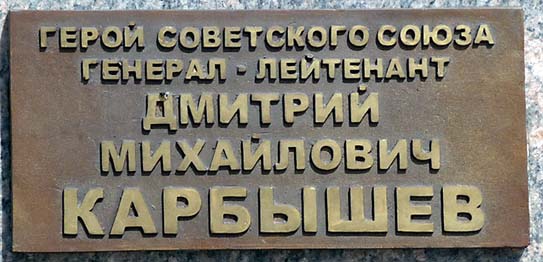 ГЕРОЙ СОВЕТСКОГО СОЮЗА
ГЕНЕРАЛ - ЛЕЙТЕНАНТ
ДМИТРИЙ
МИХАЙЛОВИЧ
КАРБЫШЕВ